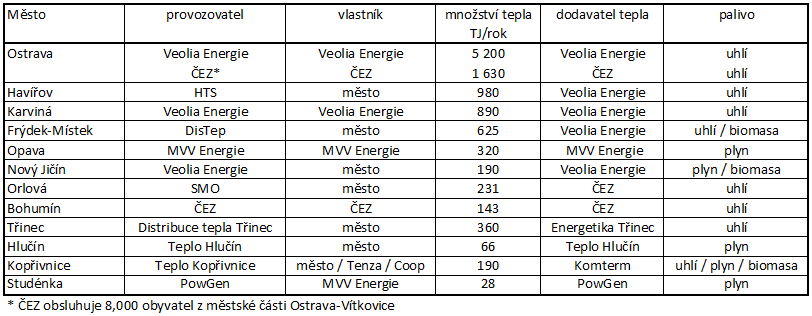 Město provozovatel vlastník množství tepla TJ/rok dodavatel tepla palivo
Ostrava Veolia Energie Veolia Energie 5 200 Veolia Energie uhlí
ČEZ* ČEZ 1 630 ČEZ uhlí
Havířov HTS město 980 Veolia Energie uhlí
Karviná Veolia Energie Veolia Energie 890 Veolia Energie uhlí
Frýdek-Místek DisTep město 625 Veolia Energie uhlí / biomasa
Opava MVV Energie MVV Energie 320 MVV Energie plyn
Nový Jičín Veolia Energie město 190 Veolia Energie plyn / biomasa
Orlová SMO město 231 ČEZ uhlí
Bohumín ČEZ ČEZ 143 ČEZ uhlí
Třinec Distribuce tepla Třinec město 360 Energetika Třinec uhlí
Hlučín Teplo Hlučín město 66 Teplo Hlučín plyn
Kopřivnice Teplo Kopřivnice město / Tenza / Coop 190 Komterm uhlí / plyn / biomasa
Studénka PowGen MVV Energie 28 PowGen plyn
* ČEZ obsluhuje 8,000 obyvatel z městské části Ostrava-Vítkovice